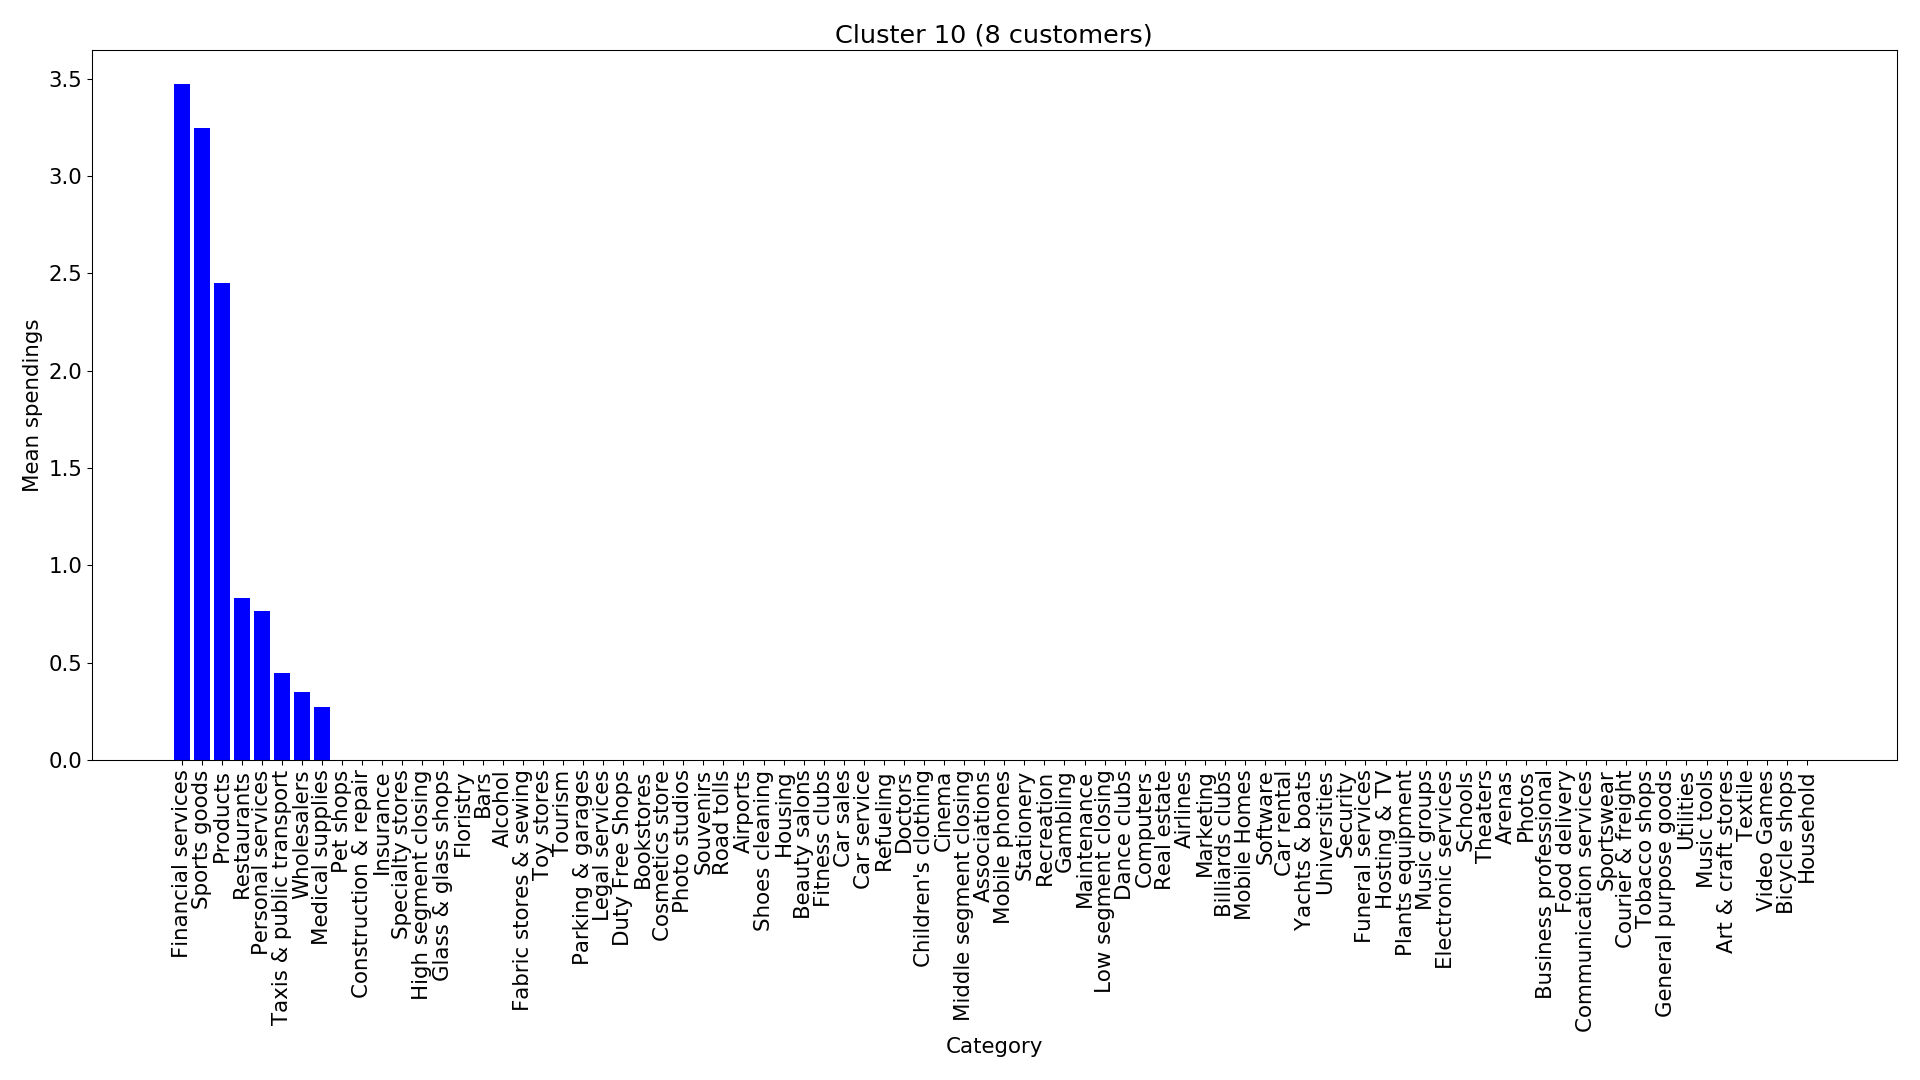 Cluster 10 (8 customers)
3.5
3.0
2.5
2.0
1.5
1.0
0.5
0.0
Mean spendings
Financial services
Sports goods
Products
Restaurants
Personal services
Taxis & public transport
Wholesalers
Medical supplies
Pet shops
Construction & repair
Insurance
Specialty stores
High segment closing
Glass & glass shops
Floristry
Bars
Alcohol
Fabric stores & sewing
Toy stores
Tourism
Parking & garages
Legal services
Duty Free Shops
Bookstores
Cosmetics store
Photo studios
Souvenirs
Road tolls
Airports
Shoes cleaning
Housing
Beauty salons
Fitness clubs
Car sales
Car service
Refueling
Doctors
Children's clothing
Cinema
Middle segment closing
Associations
Mobile phones
Stationery
Recreation
Gambling
Maintenance
Low segment closing
Dance clubs
Computers
Real estate
Airlines
Marketing
Billiards clubs
Mobile Homes
Software
Car rental
Yachts & boats
Universities
Security
Funeral services
Hosting & TV
Plants equipment
Music groups
Electronic services
Schools
Theaters
Arenas
Photos
Business professional
Food delivery
Communication services
Sportswear
Courier & freight
Tobacco shops
General purpose goods
Utilities
Music tools
Art & craft stores
Textile
Video Games
Bicycle shops
Household
Category